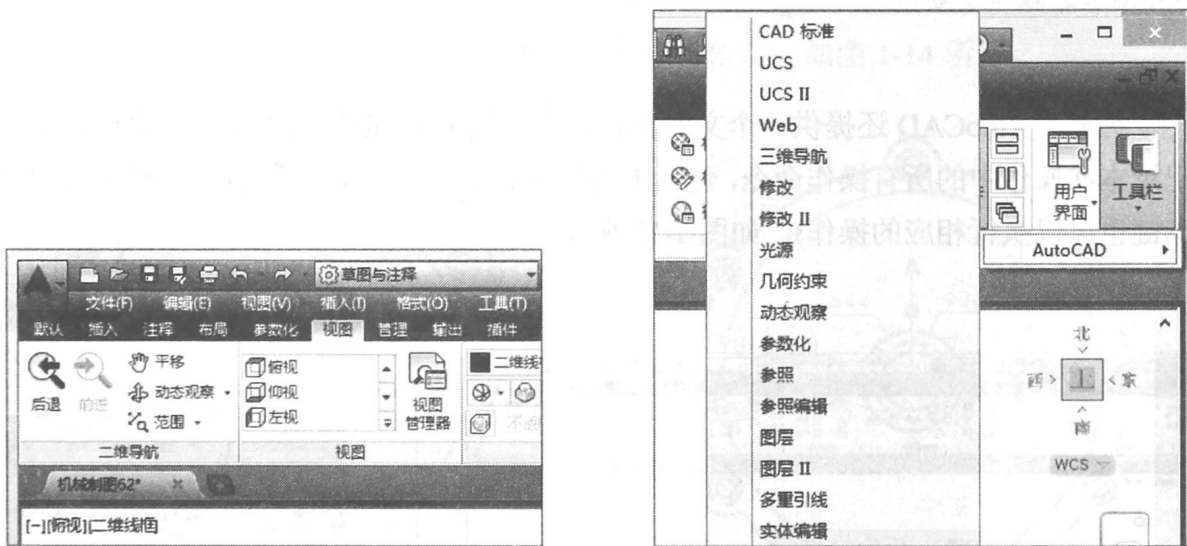 草图与注释
文件(F) 编辑(E) 视图(V) 插入(I) 格式(O) 工具(T)
默认 插入 注释 布局 参数化 视图 管理 输出 插件
后退 前进
平移
动态观察
范围
俯视
仰视
左视
视图
管理器
二维线
二维导航 视图
机械制图62*
[-][俯视][二维线框]
CAD 标准
UCS
UCS II
Web
三维导航
修改
修改 II
光源
几何约束
动态观察
参数化
参照
参照编辑
图层
图层 II
多重引线
实体编辑
用户
界面
工具栏
AutoCAD
北
西 上 东
南
WCS